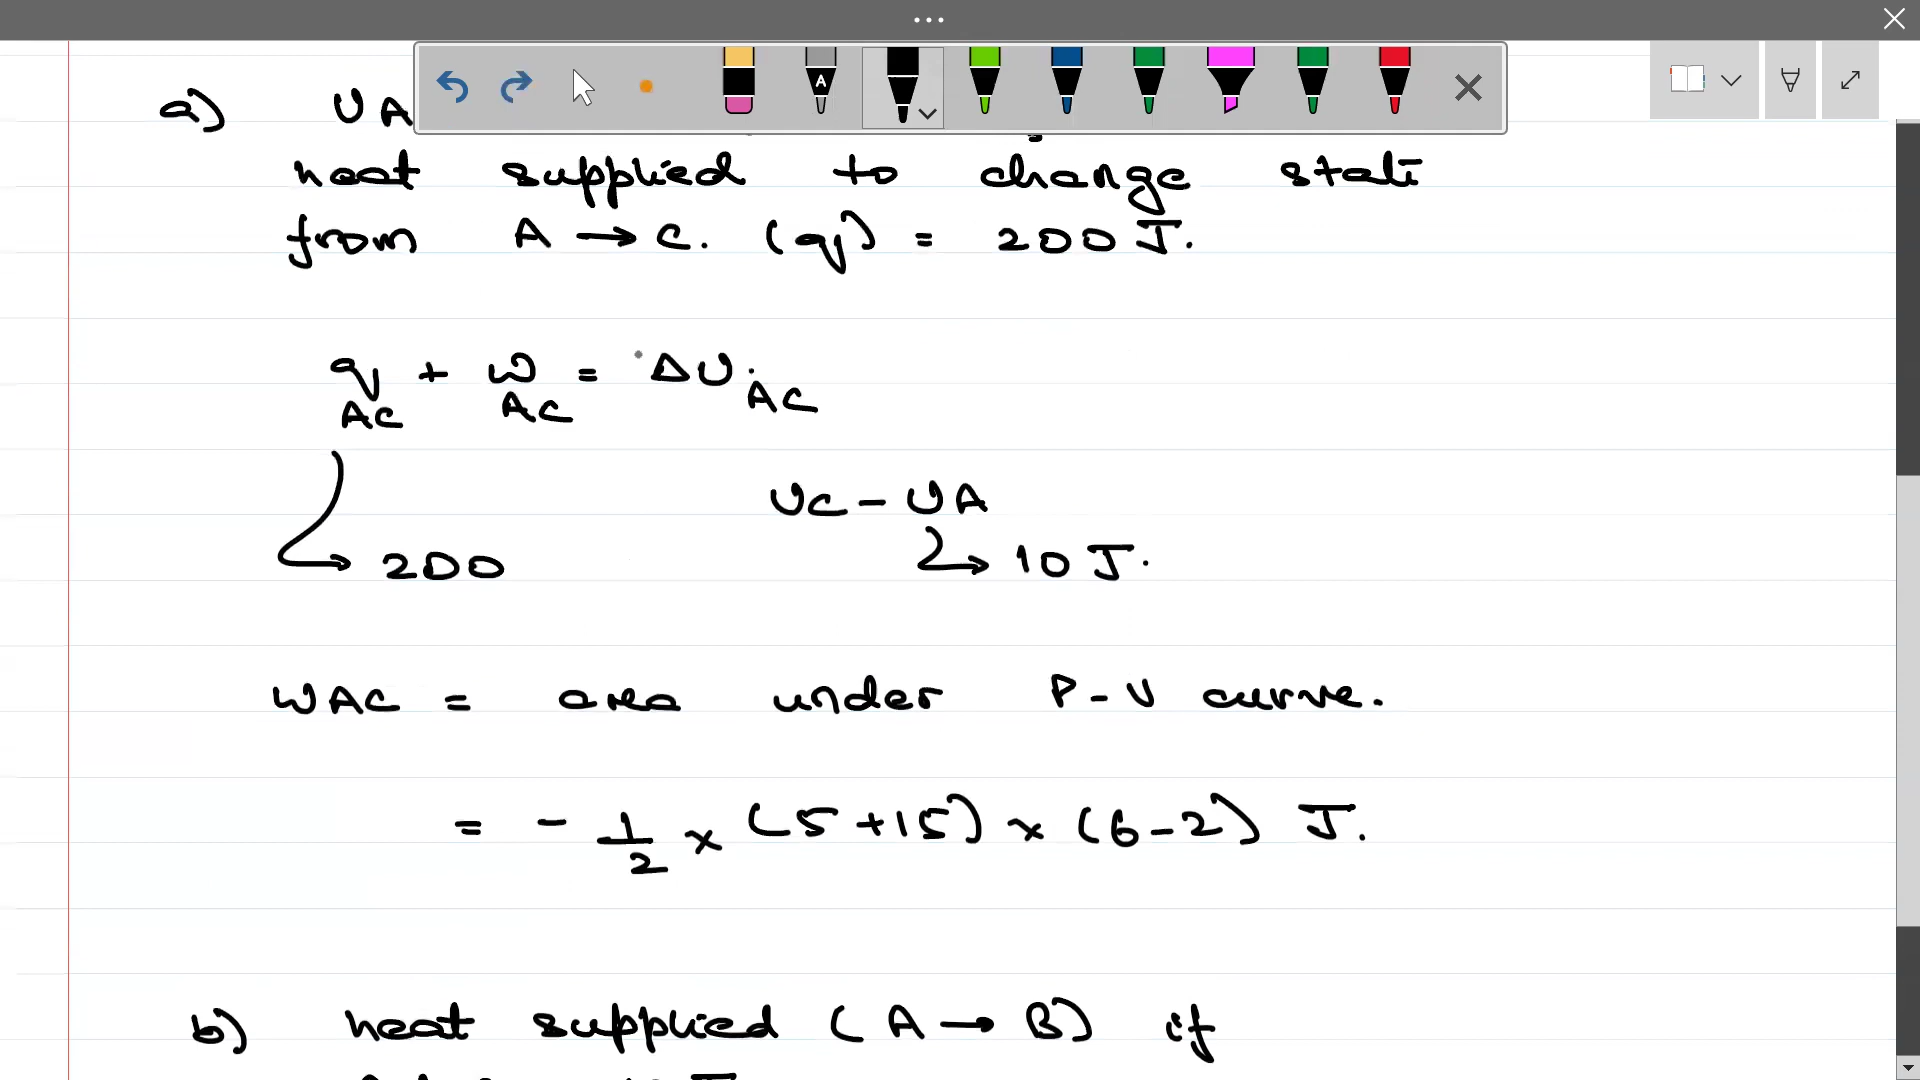 a) UA
heat supplied to change state
from A → C. (q) = 200 J.
q + w = ΔU
AC AC AC
UC - UA
200 10 J.
WAC = area under P-V curve.
= - 1/2 × (5+15) × (6-2) J.
b) heat supplied (A → B) if